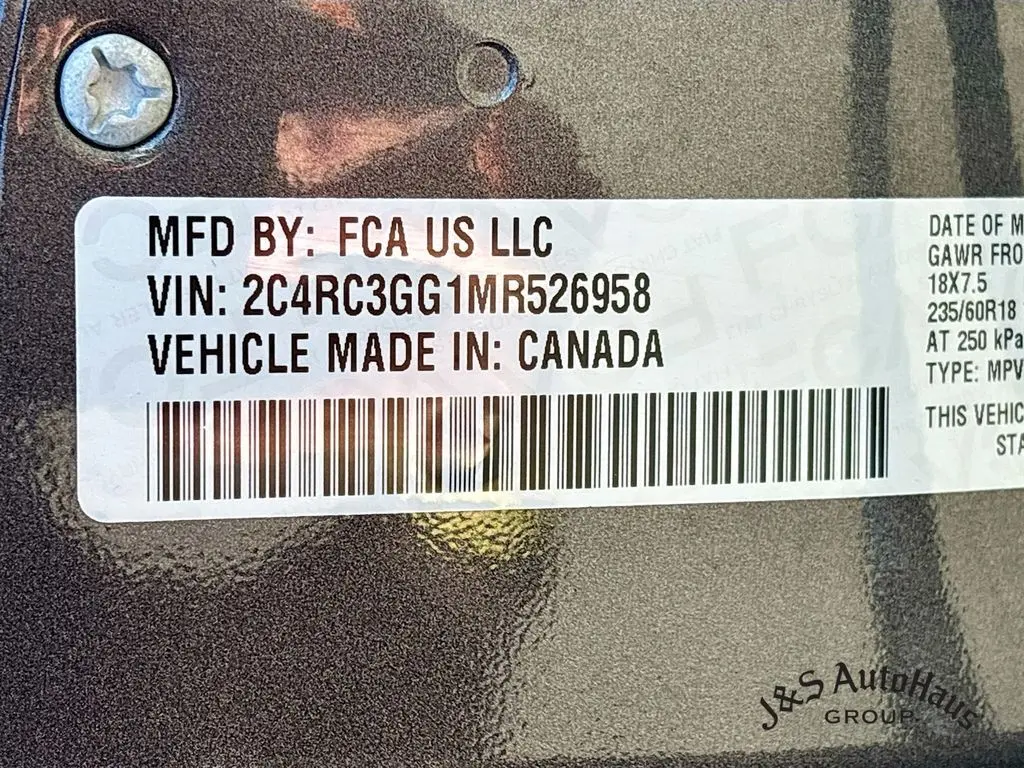 MFD BY: FCA US LLC
VIN: 2C4RC3GG1MR526958
VEHICLE MADE IN: CANADA
DATE OF M
GAWR FRO
18X7.5
235/60R18
AT 250 kPa
TYPE: MPV
THIS VEHIC
STA
J&S AutoHaus
GROUP